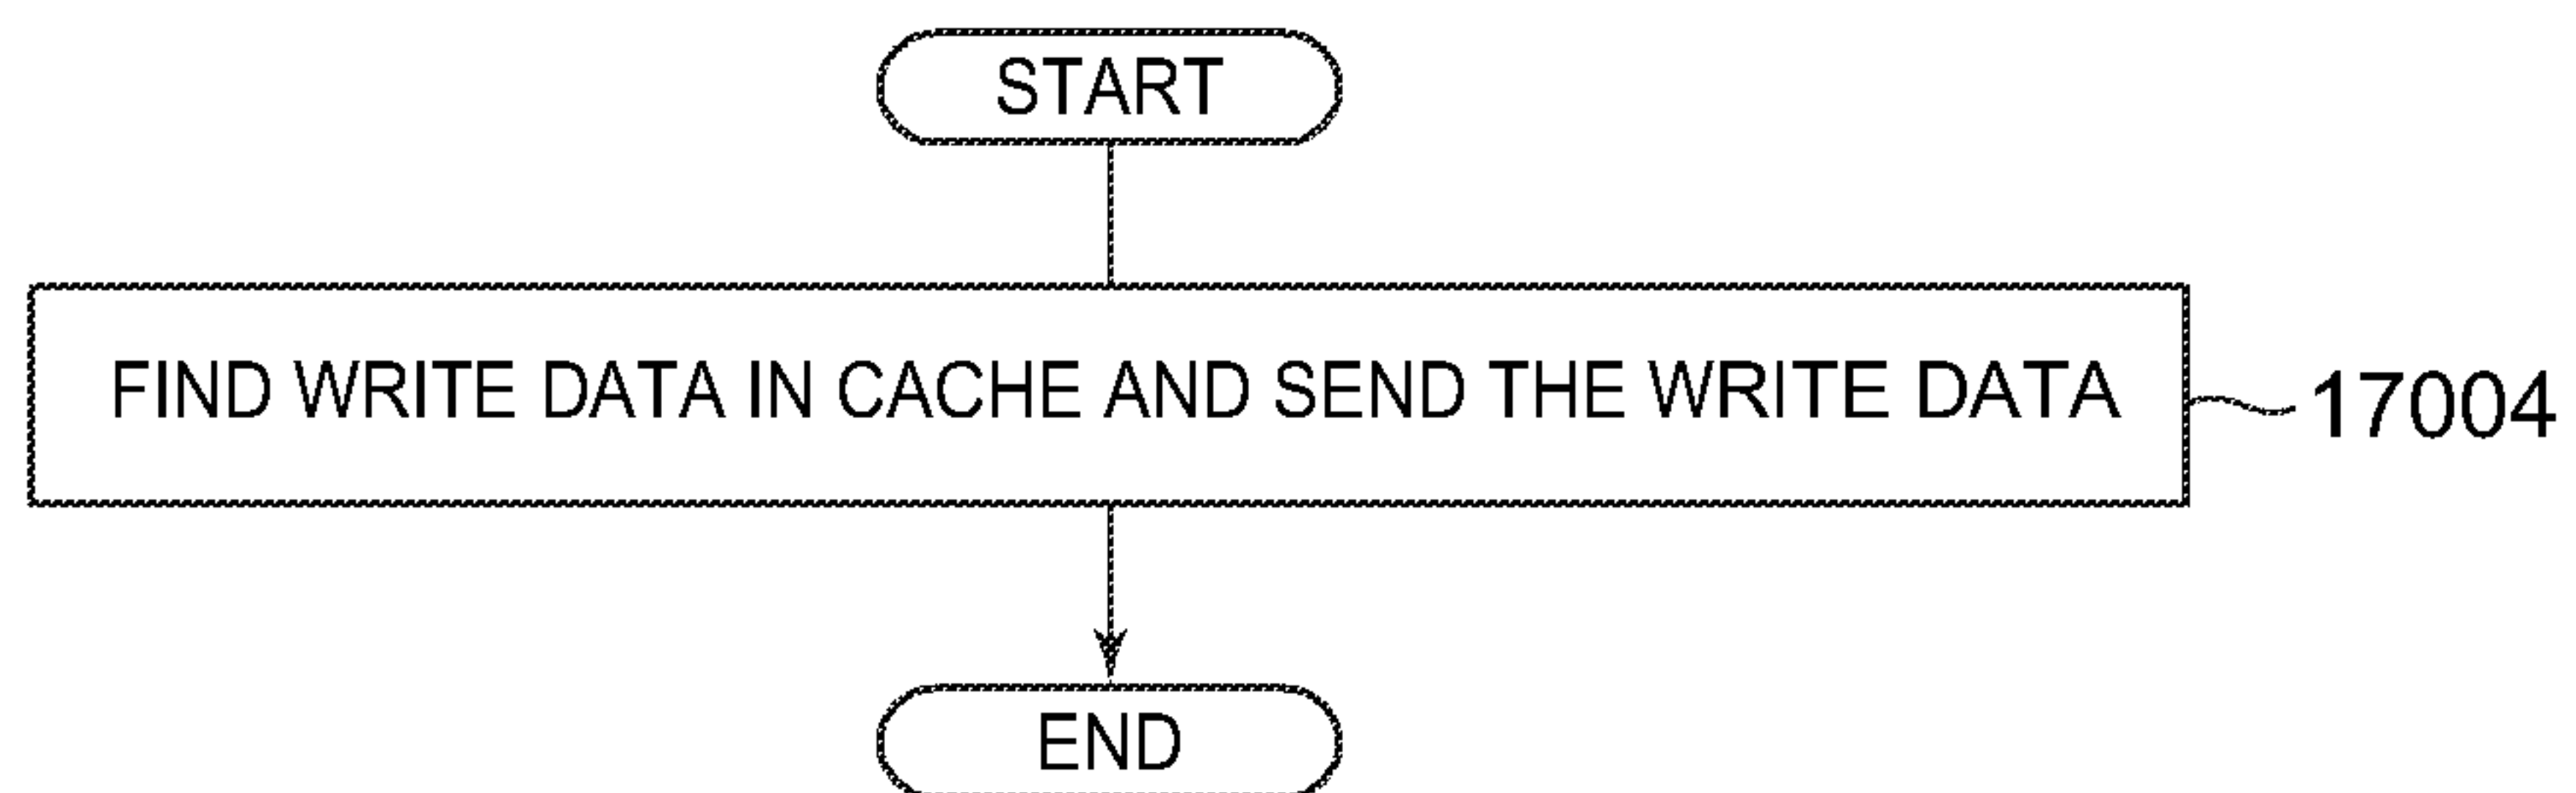 START
FIND WRITE DATA IN CACHE AND SEND THE WRITE DATA
17004
END